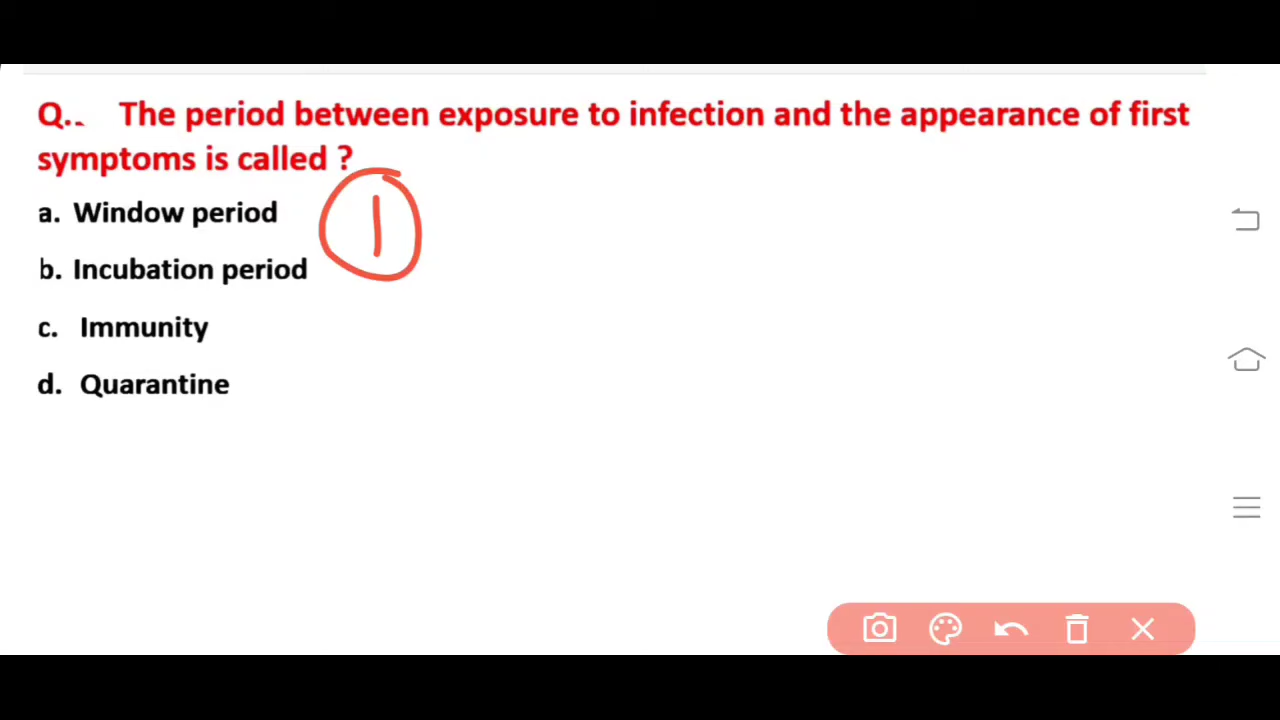 Q.. The period between exposure to infection and the appearance of first
symptoms is called ?
a. Window period
1
b. Incubation period
c. Immunity
d. Quarantine